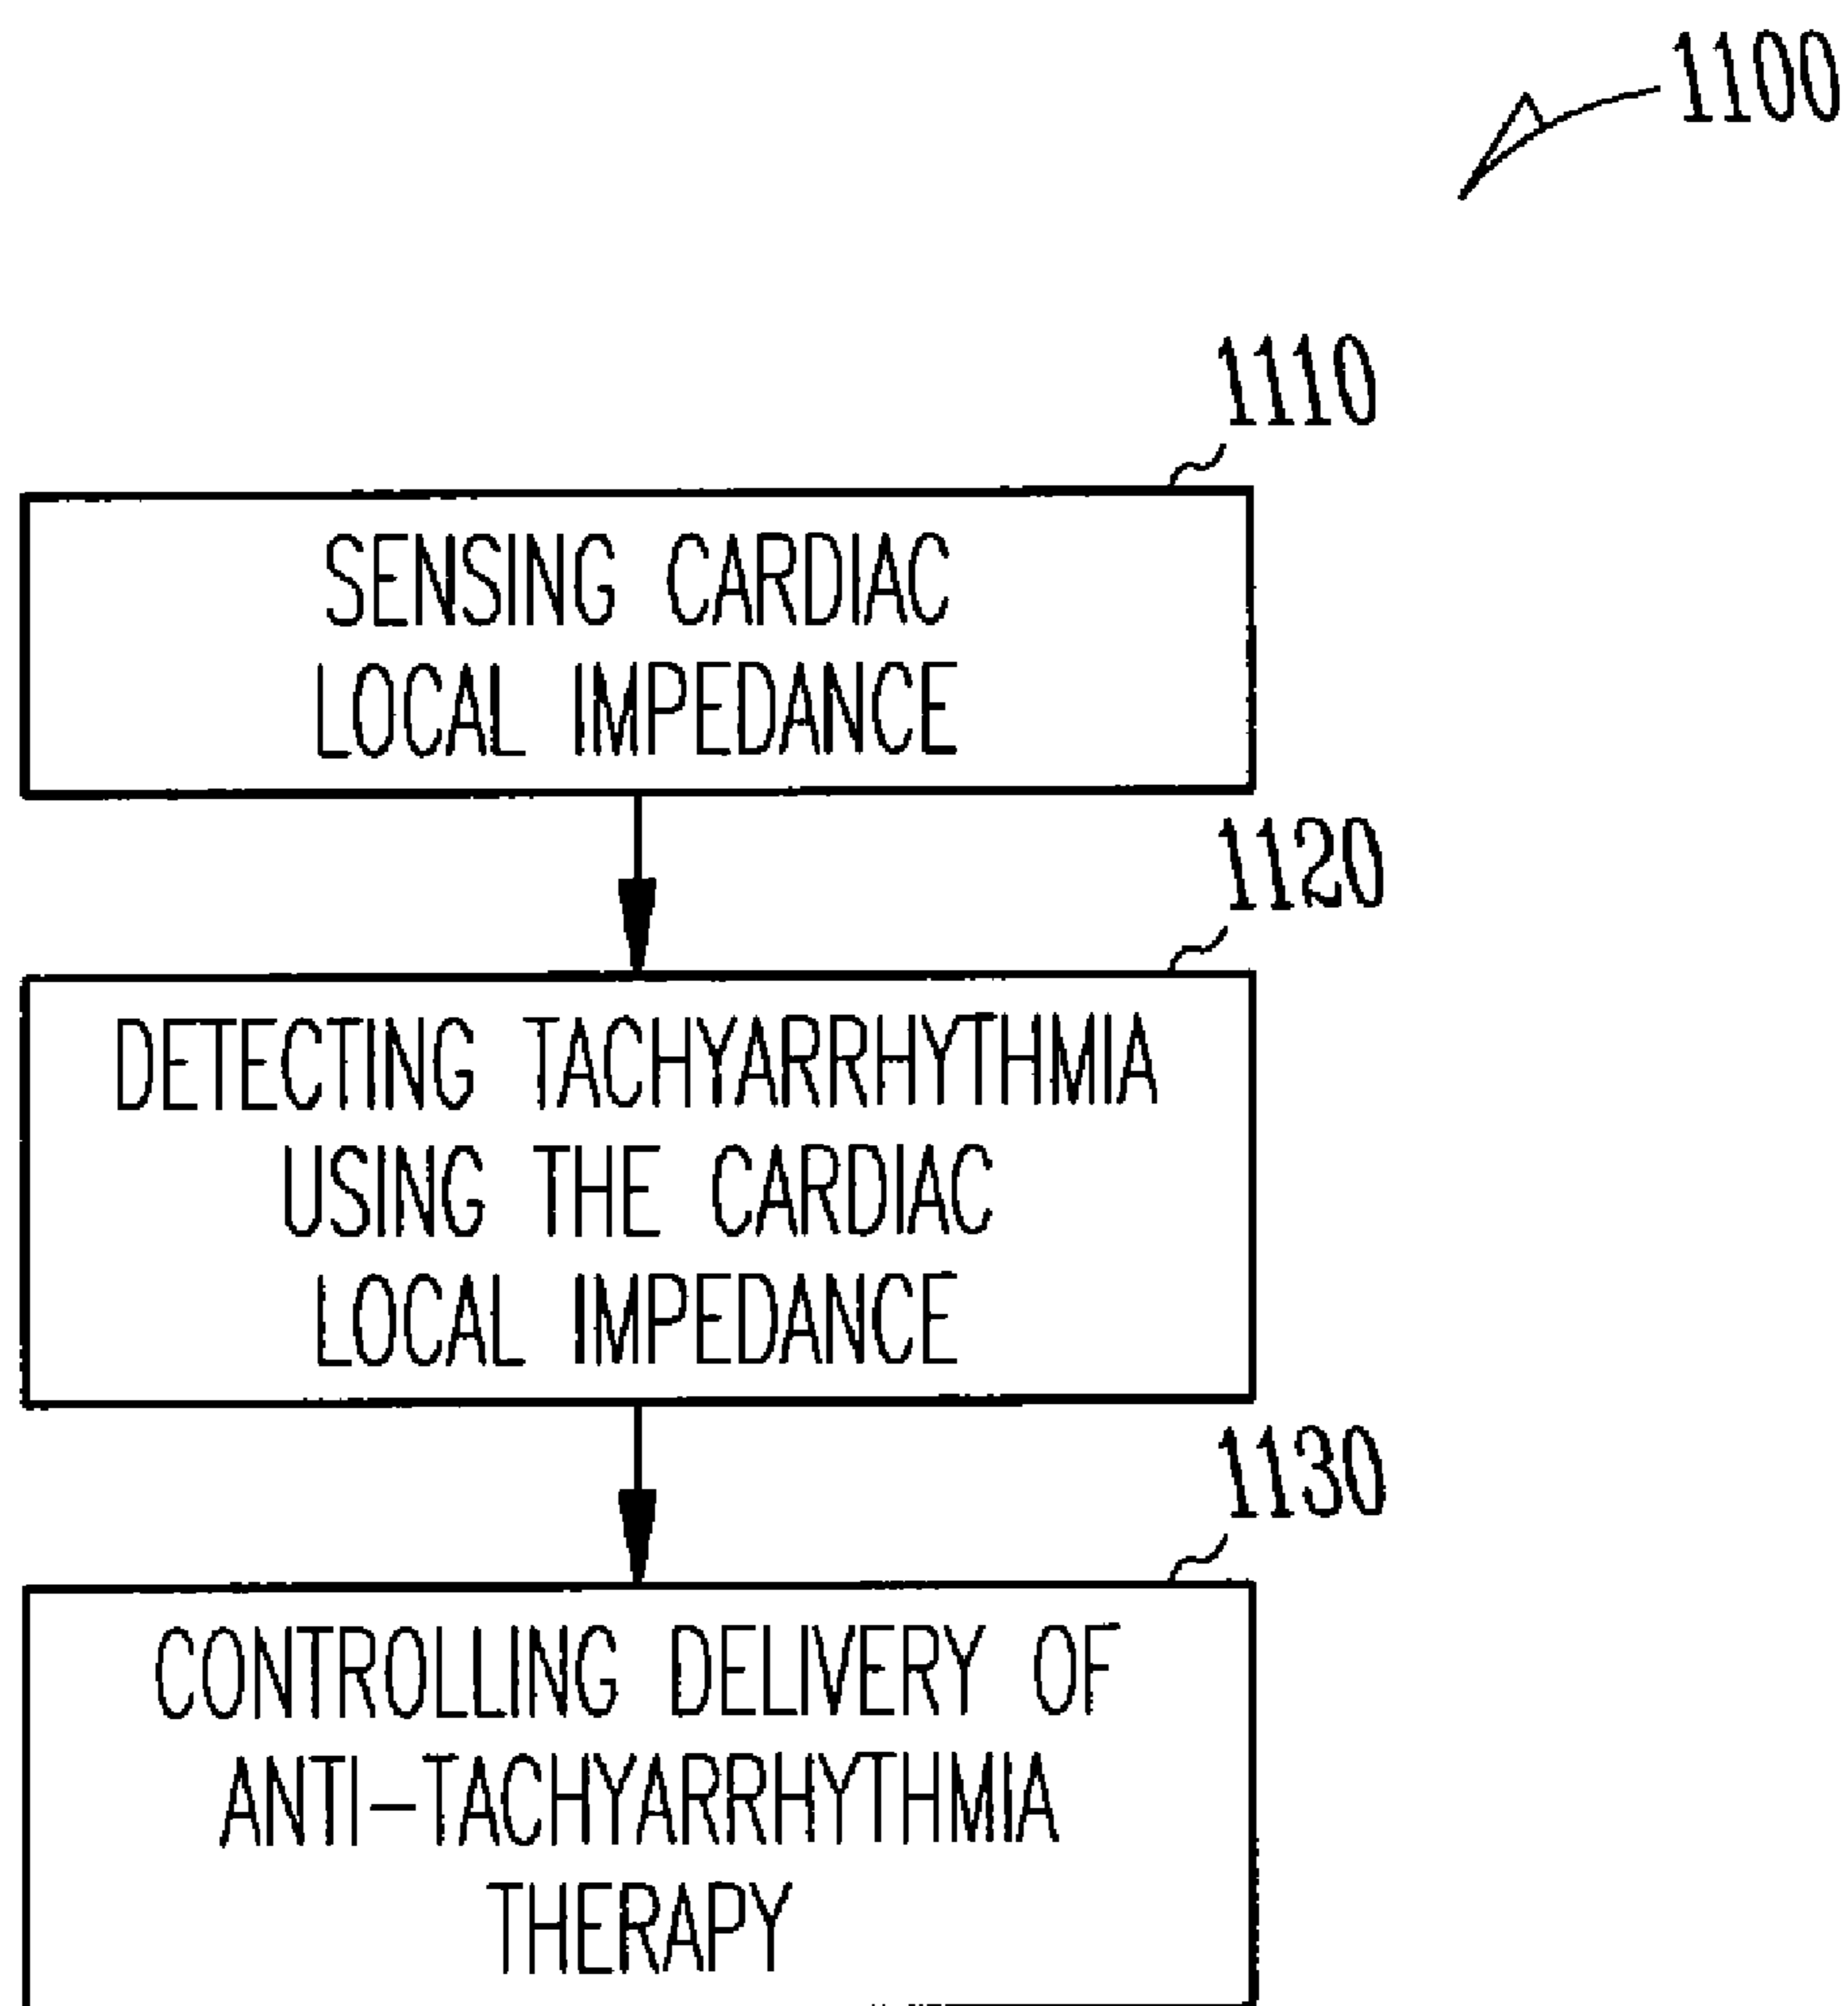 1100
1110
SENSING CARDIAC
LOCAL IMPEDANCE
1120
DETECTING TACHYARRHYTHMIA
USING THE CARDIAC
LOCAL IMPEDANCE
1130
CONTROLLING DELIVERY OF
ANTI-TACHYARRHYTHMIA
THERAPY